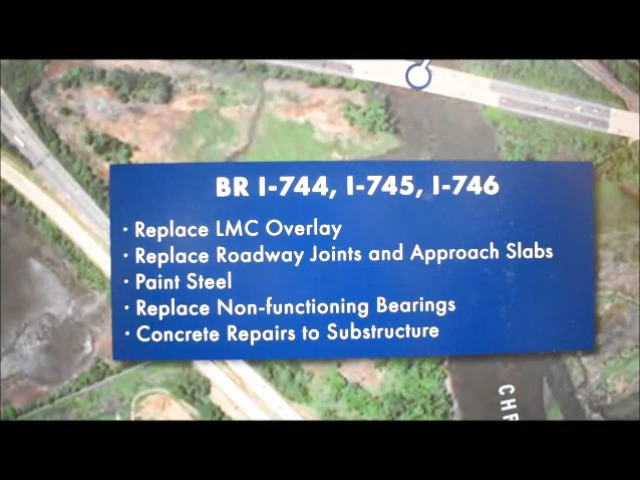 BR I-744, I-745, I-746
· Replace LMC Overlay
· Replace Roadway Joints and Approach Slabs
· Paint Steel
· Replace Non-functioning Bearings
· Concrete Repairs to Substructure